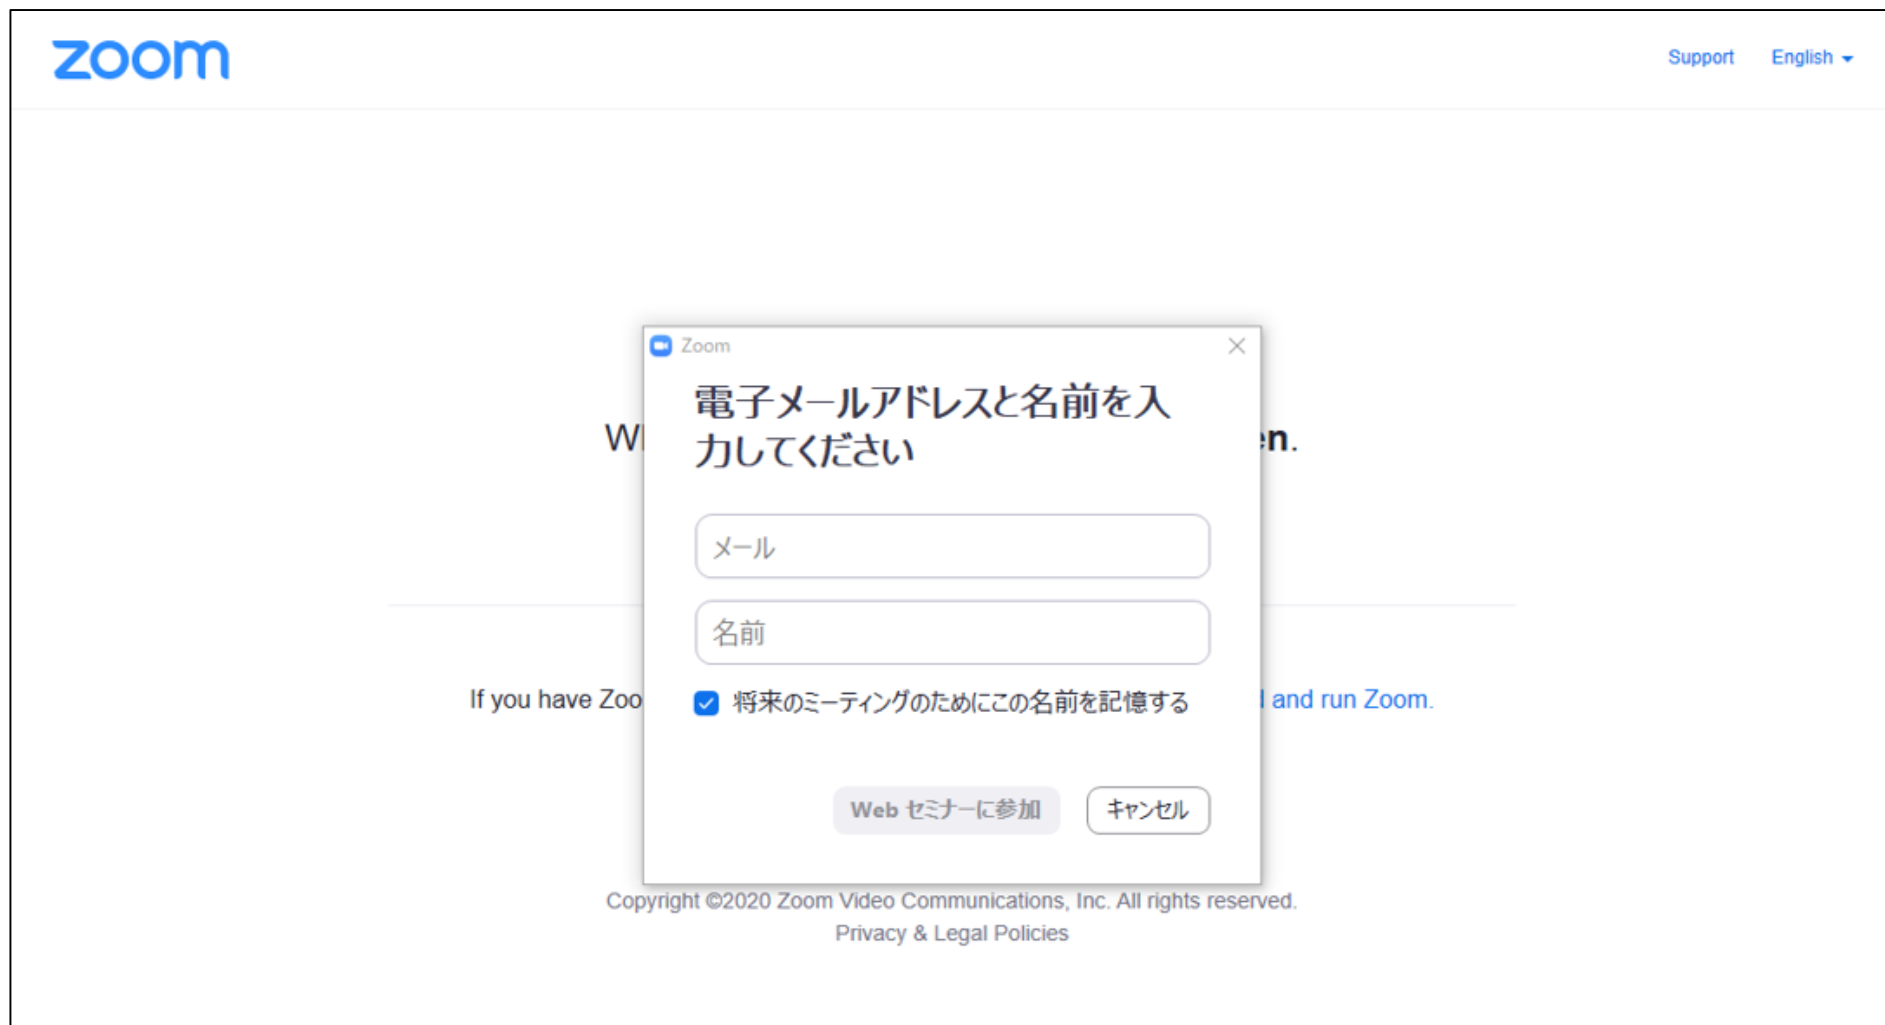 zoom
Support English
Zoom
電子メールアドレスと名前を入
力してください
en.
メール
名前
If you have
and run Zoom.
将来のミーティングのためにこの名前を記憶する
Web セミナーに参加 キャンセル
Copyright ©2020 Zoom Video Communications, Inc. All rights reserved.
Privacy & Legal Policies